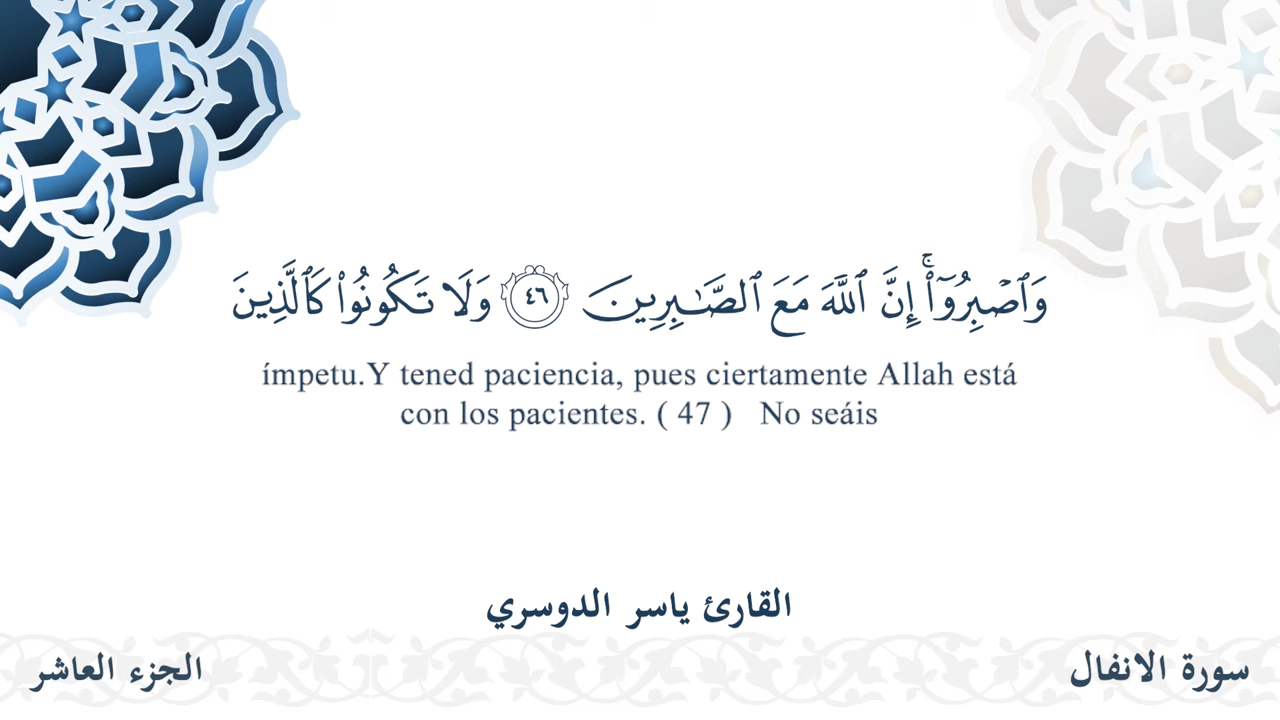 وَٱصۡبِرُوٓاْۚ إِنَّ ٱللَّهَ مَعَ ٱلصَّٰبِرِينَ ٤٦ وَلَا تَكُونُواْ كَٱلَّذِينَ
ímpetu.Y tened paciencia, pues ciertamente Allah está
con los pacientes. ( 47 ) No seáis
القارئ ياسر الدوسري
سورة الانفال
الجزء العاشر